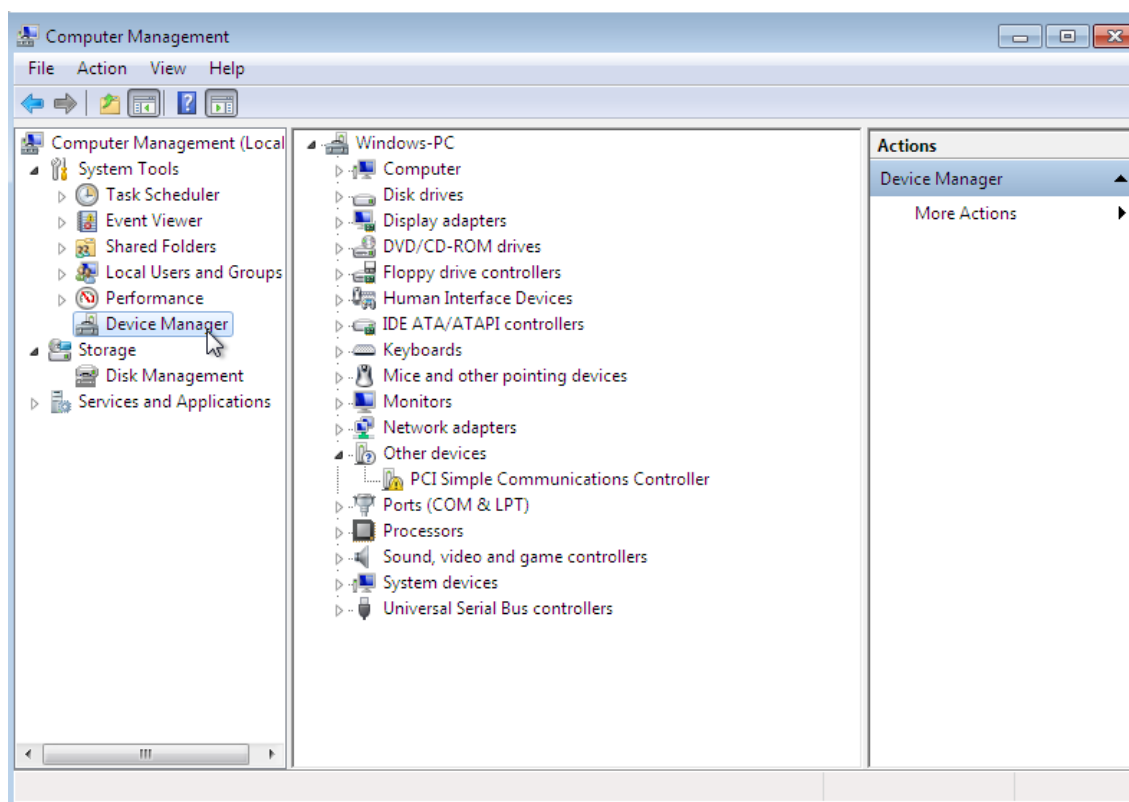 Computer Management
File Action View Help
Computer Management (Local
System Tools
Task Scheduler
Event Viewer
Shared Folders
Local Users and Groups
Performance
Device Manager
Storage
Disk Management
Services and Applications
Windows-PC
Computer
Disk drives
Display adapters
DVD/CD-ROM drives
Floppy drive controllers
Human Interface Devices
IDE ATA/ATAPI controllers
Keyboards
Mice and other pointing devices
Monitors
Network adapters
Other devices
PCI Simple Communications Controller
Ports (COM & LPT)
Processors
Sound, video and game controllers
System devices
Universal Serial Bus controllers
Actions
Device Manager
More Actions